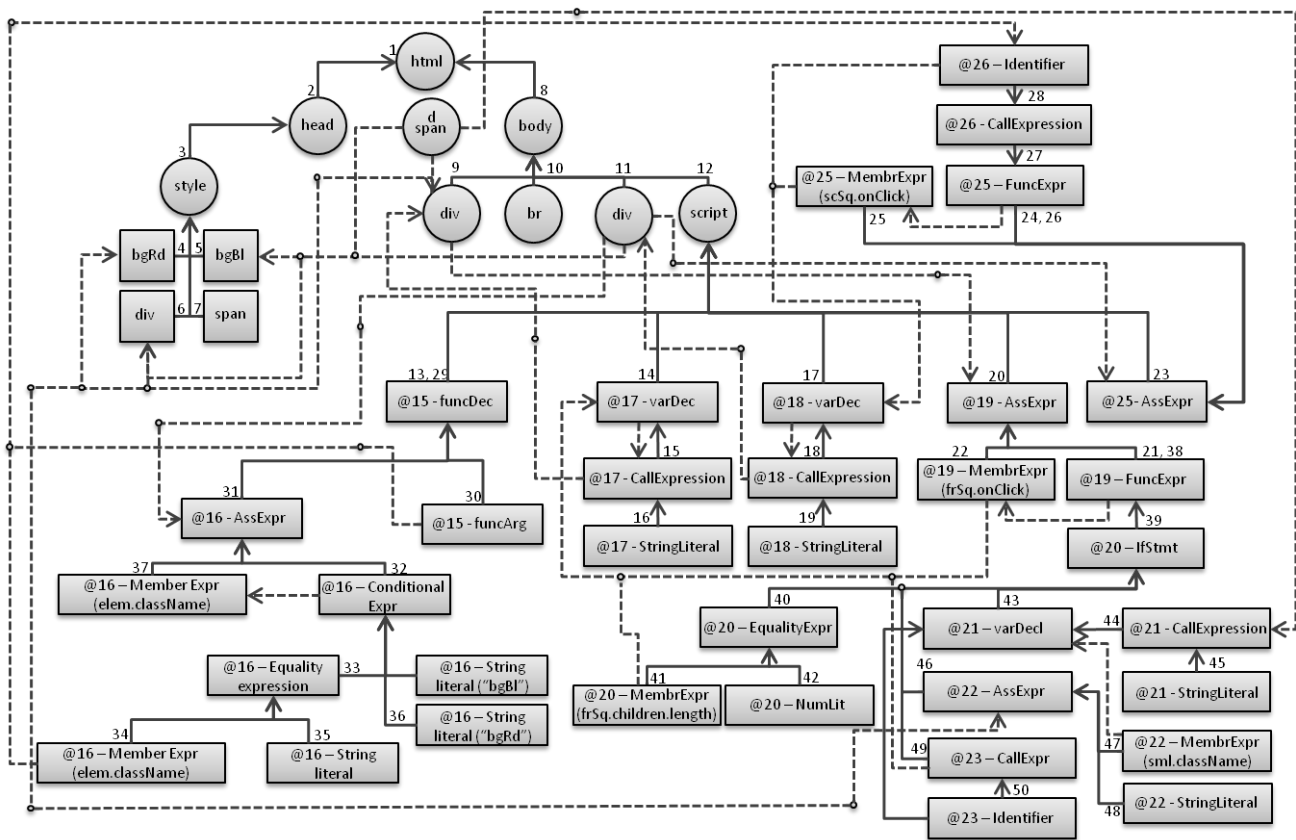 1
html
2
head
d
span
8
body
@26 – Identifier
28
@26 - CallExpression
27
3
style
9
10
11
12
div
br
div
script
@25 – MembrExpr
(scSq.onClick)
@25 – FuncExpr
25
24, 26
bgRd
4
5
bgBl
div
6
7
span
13, 29
@15 - funcDec
14
@17 - varDec
17
@18 - varDec
20
@19 - AssExpr
23
@25 - AssExpr
15
@17 - CallExpression
18
@18 - CallExpression
22
@19 – MembrExpr
(frSq.onClick)
21, 38
@19 – FuncExpr
31
@16 - AssExpr
30
@15 - funcArg
16
@17 - StringLiteral
19
@18 - StringLiteral
39
@20 – IfStmt
37
@16 – Member Expr
(elem.className)
32
@16 – Conditional
Expr
40
@20 – EqualityExpr
43
@21 – varDecl
44
@21 - CallExpression
@16 – Equality
expression
33
@16 – String
literal (“bgBl”)
41
@20 – MembrExpr
(frSq.children.length)
42
@20 – NumLit
46
@22 – AssExpr
45
@21 - StringLiteral
36
@16 – String
literal (“bgRd”)
34
@16 – Member Expr
(elem.className)
35
@16 – String
literal
49
@23 – CallExpr
47
@22 – MembrExpr
(sml.className)
50
@23 – Identifier
48
@22 - StringLiteral